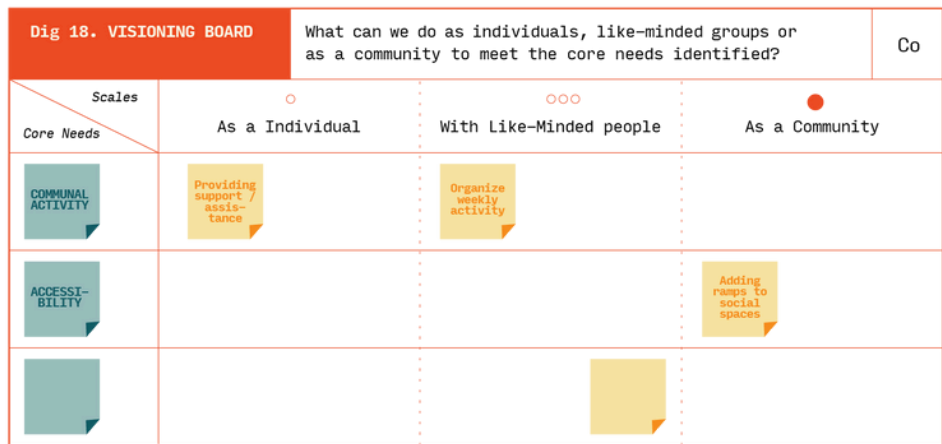 Dig 18. VISIONING BOARD
What can we do as individuals, like-minded groups or
as a community to meet the core needs identified?
Co
Scales
Core Needs
As a Individual
With Like-Minded people
As a Community
COMMUNAL
ACTIVITY
Providing
support /
assis-
tance
Organize
weekly
activity
ACCESSI-
BILITY
Adding
ramps to
social
spaces